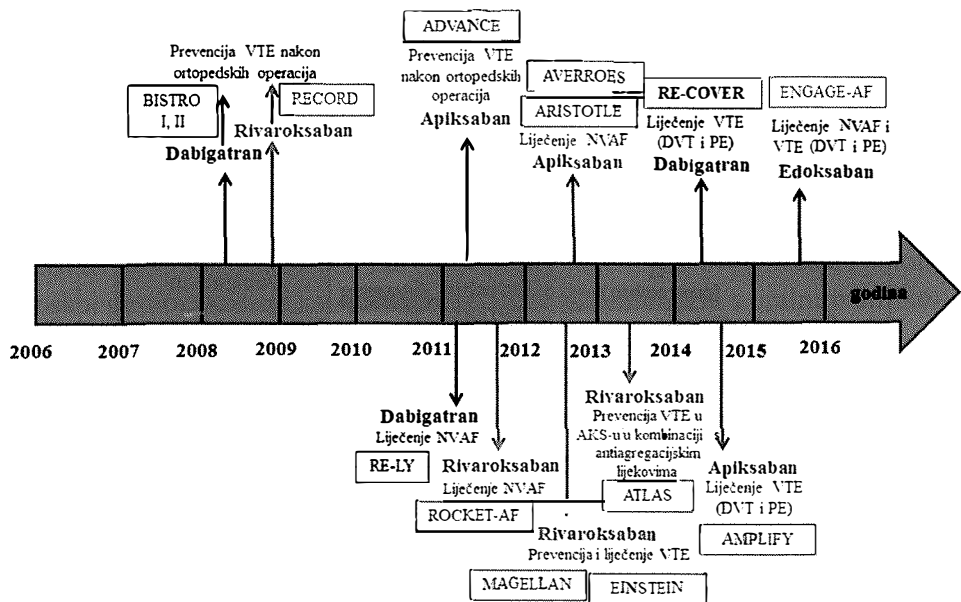 Prevencija VTE nakon
ortopedskih operacija
BISTRO
I, II
RECORD
Rivaroksaban
Dabigatran
ADVANCE
Prevencija VTE
nakon ortopedskih
operacija
Apiksaban
AVERROES
ARISTOTLE
Liječenje NVAF
Apiksaban
RE-COVER
Liječenje VTE
(DVT i PE)
Dabigatran
ENGAGE-AF
Liječenje NVAF i
VTE (DVT i PE)
Edoksaban
godina
2006 2007 2008 2009 2010 2011 2012 2013 2014 2015 2016
Dabigatran
Liječenje NVAF
RE-LY
Rivaroksaban
Liječenje NVAF
ROCKET-AF
Rivaroksaban
Prevencija i liječenje VTE
MAGELLAN
EINSTEIN
Rivaroksaban
Prevencija VTE u
AKS-u u kombinaciji s
antiagregacijskim
lijekovima
ATLAS
Apiksaban
Liječenje VTE
(DVT i PE)
AMPLIFY